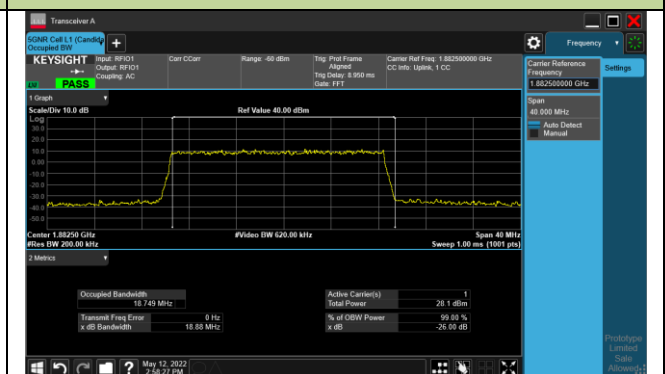 Transceiver A
5GNR Cell L1 (Candida
Occupied BW
Frequency
KEYSIGHT
Input: RFIO1
Output: RFIO1
Coupling: AC
Corr CCorr
Range: -60 dBm
Trig: Prot Frame
Aligned
Trig Delay: 8.950 ms
Gate: FFT
Carrier Ref Freq: 1.882500000 GHz
CC Info: Uplink, 1 CC
PASS
Carrier Reference
Frequency
1.882500000 GHz
Settings
Span
40.000 MHz
Auto Detect
Manual
1 Graph
Scale/Div 10.0 dB
Ref Value 40.00 dBm
Log
30.0
20.0
10.0
0.00
-10.0
-20.0
-30.0
-40.0
-50.0
Center 1.88250 GHz
#Video BW 620.00 kHz
Span 40 MHz
#Res BW 200.00 kHz
Sweep 1.00 ms (1001 pts)
2 Metrics
Occupied Bandwidth
18.749 MHz
Active Carrier(s) 1
Total Power 28.1 dBm
Transmit Freq Error 0 Hz
x dB Bandwidth 18.88 MHz
% of OBW Power 99.00 %
x dB -26.00 dB
Prototype
Limited
Sale
Allowed
May 12, 2022
2:58:27 PM